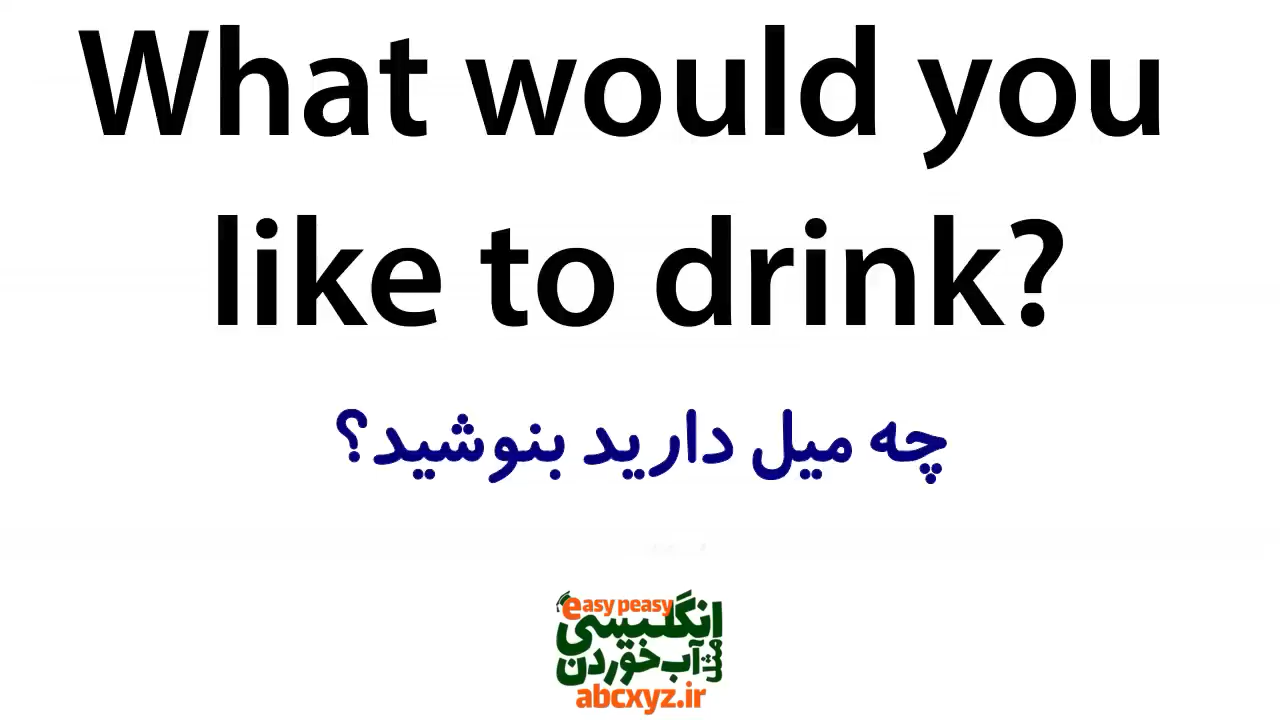 What would you
like to drink?
چه میل دارید بنوشید؟
easy peasy
انگلیسی
مثل آب خوردن
abcxyz.ir